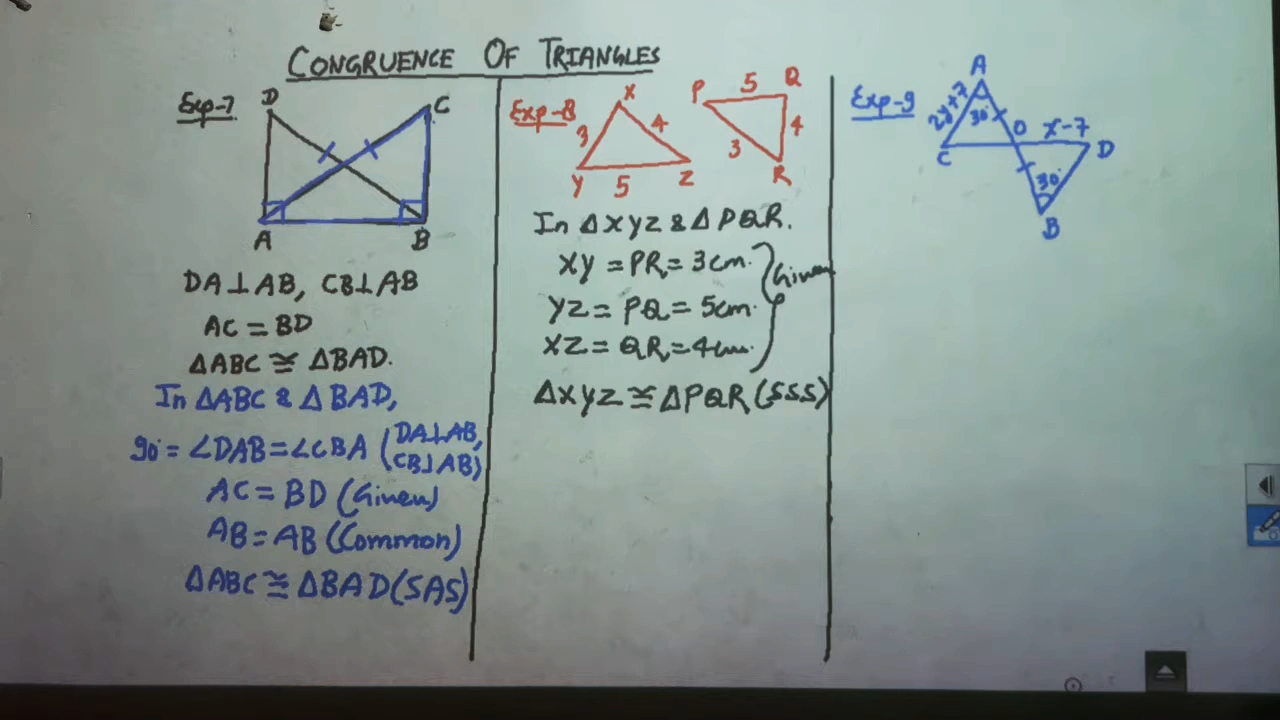 CONGRUENCE OF TRIANGLES
Exp-7
D
C
A
B
DA⊥AB, CB⊥AB
AC = BD
ΔABC ≅ ΔBAD.
In ΔABC & ΔBAD,
90° = ∠DAB = ∠CBA (DA⊥AB,
CB⊥AB)
AC = BD (Given)
AB = AB (Common)
ΔABC ≅ ΔBAD (SAS)
Exp-8
X
3
4
Y
5
Z
P
5
Q
4
3
R
In ΔXYZ & ΔPQR.
XY = PR = 3cm.
Given
YZ = PQ = 5cm.
XZ = QR = 4cm.
ΔXYZ ≅ ΔPQR (SSS)
Exp-9
A
2y+7
30°
O
x-7
C
D
30°
B